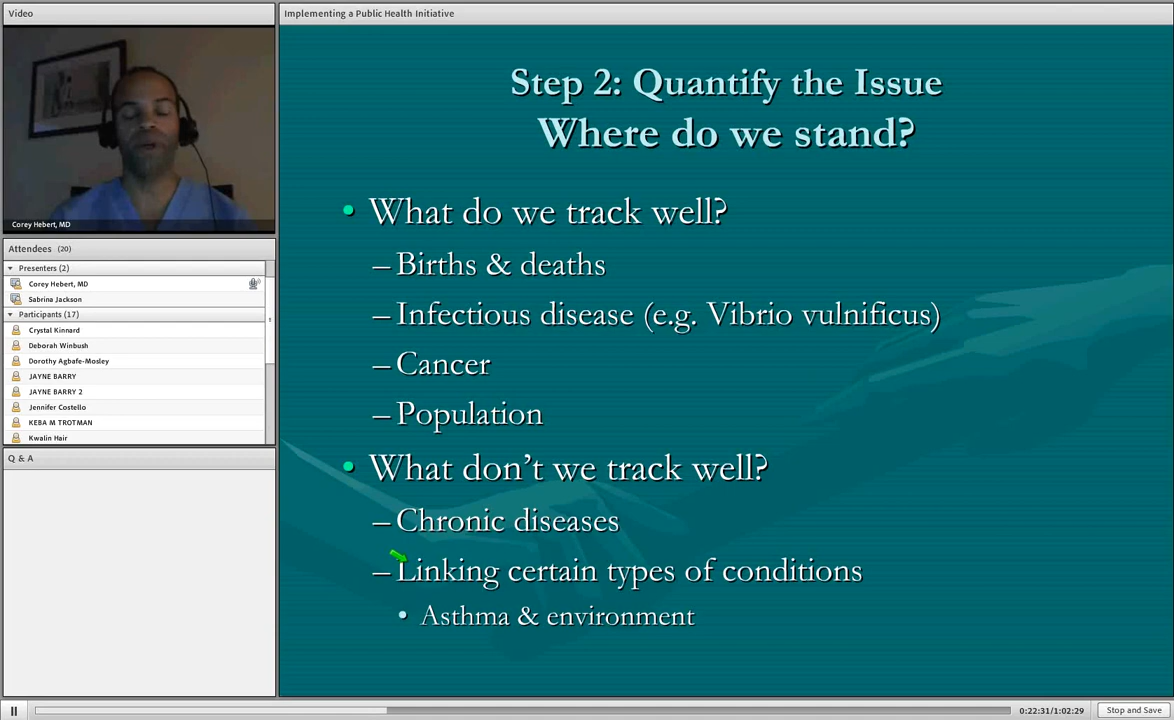 Video
Corey Hebert, MD
Attendees (20)
Presenters (2)
Corey Hebert, MD
Sabrina Jackson
Participants (17)
Crystal Kinnard
Deborah Winbush
Dorothy Agbafe-Mosley
JAYNE BARRY
JAYNE BARRY 2
Jennifer Costello
KEBA M TROTMAN
Kwalin Hair
Q & A
Implementing a Public Health Initiative
Step 2: Quantify the Issue
Where do we stand?
• What do we track well?
– Births & deaths
– Infectious disease (e.g. Vibrio vulnificus)
– Cancer
– Population
• What don't we track well?
– Chronic diseases
– Linking certain types of conditions
• Asthma & environment
0:22:31/1:02:29
Stop and Save